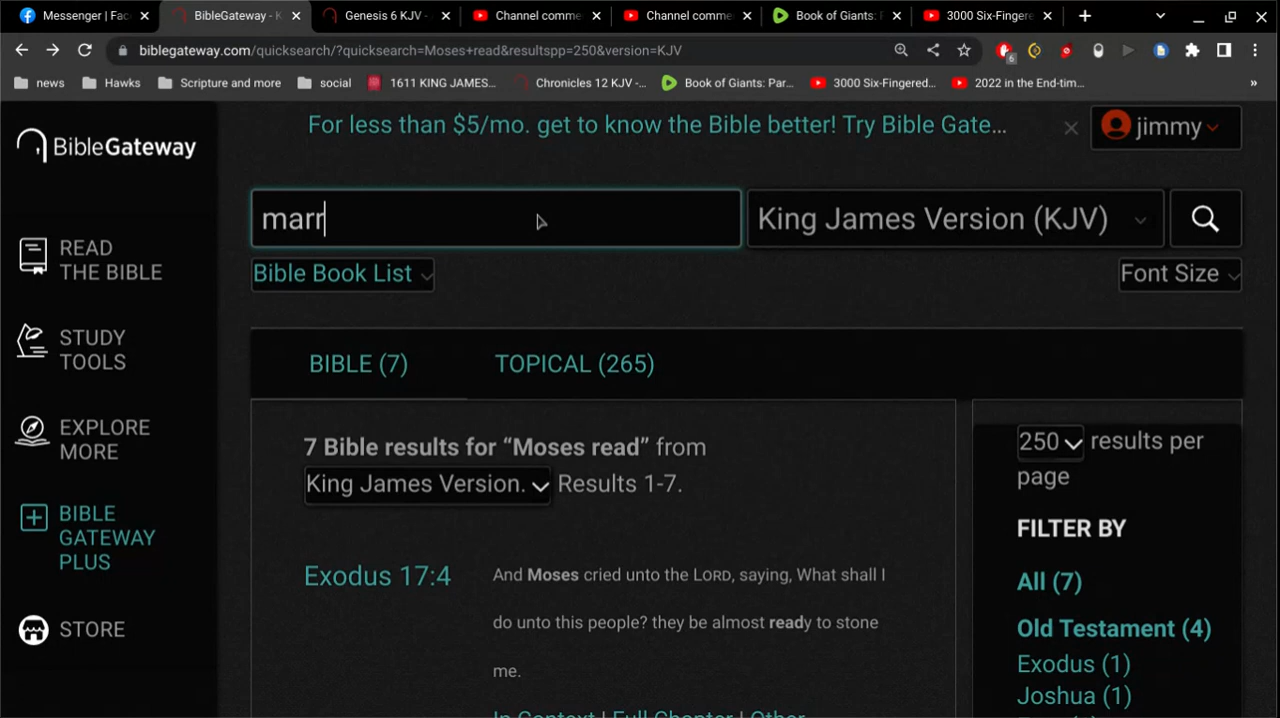 Messenger | Fac
BibleGateway - K
Genesis 6 KJV -
Channel comme
Channel comme
Book of Giants: P
3000 Six-Fingere
biblegateway.com/quicksearch/?quicksearch=Moses+read&resultspp=250&version=KJV
6
news
Hawks
Scripture and more
social
1611 KING JAMES...
Chronicles 12 KJV -...
Book of Giants: Par...
3000 Six-Fingered...
2022 in the End-tim...
»
BibleGateway
For less than $5/mo. get to know the Bible better! Try Bible Gate...
jimmy
marr
King James Version (KJV)
Bible Book List
Font Size
READ
THE BIBLE
STUDY
TOOLS
EXPLORE
MORE
BIBLE
GATEWAY
PLUS
STORE
BIBLE (7)
TOPICAL (265)
7 Bible results for “Moses read” from
King James Version. Results 1-7.
Exodus 17:4
And Moses cried unto the LORD, saying, What shall I
do unto this people? they be almost ready to stone
me.
In Context | Full Chapter | Other
250 results per
page
FILTER BY
All (7)
Old Testament (4)
Exodus (1)
Joshua (1)